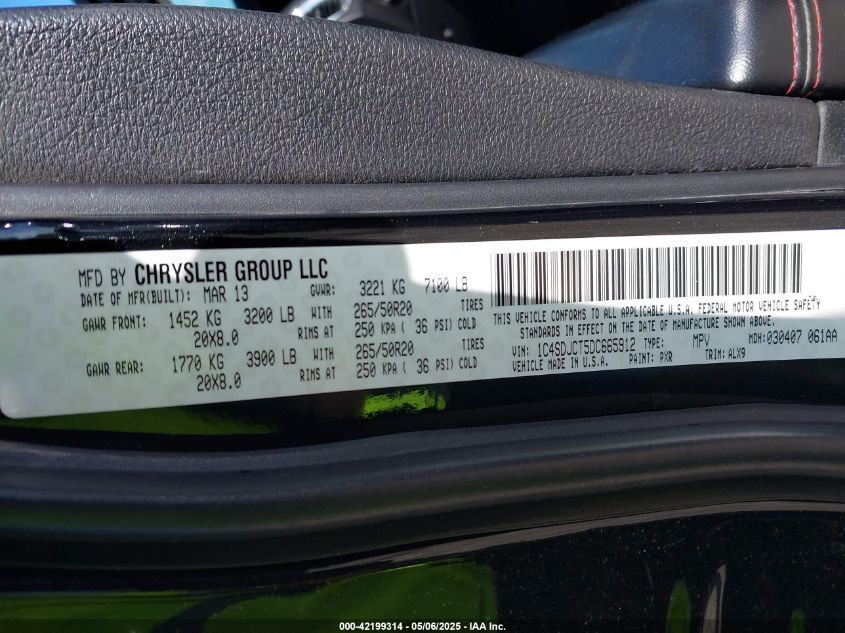 MFD BY CHRYSLER GROUP LLC
DATE OF MFR(BUILT): MAR 13 GVWR: 3221 KG 7100 LB
GAWR FRONT: 1452 KG 3200 LB WITH 265/50R20 TIRES
20X8.0 RIMS AT 250 KPA ( 36 PSI) COLD
GAWR REAR: 1770 KG 3900 LB WITH 265/50R20 TIRES
20X8.0 RIMS AT 250 KPA ( 36 PSI) COLD
THIS VEHICLE CONFORMS TO ALL APPLICABLE U.S.A. FEDERAL MOTOR VEHICLE SAFETY
STANDARDS IN EFFECT ON THE DATE OF MANUFACTURE SHOWN ABOVE.
VIN: 1C4SDJCT5DC665912 TYPE: MPV MDH: 030407 061AA
VEHICLE MADE IN U.S.A. PAINT: PXR TRIM: ALX9
000-42199314 - 05/06/2025 - IAA Inc.